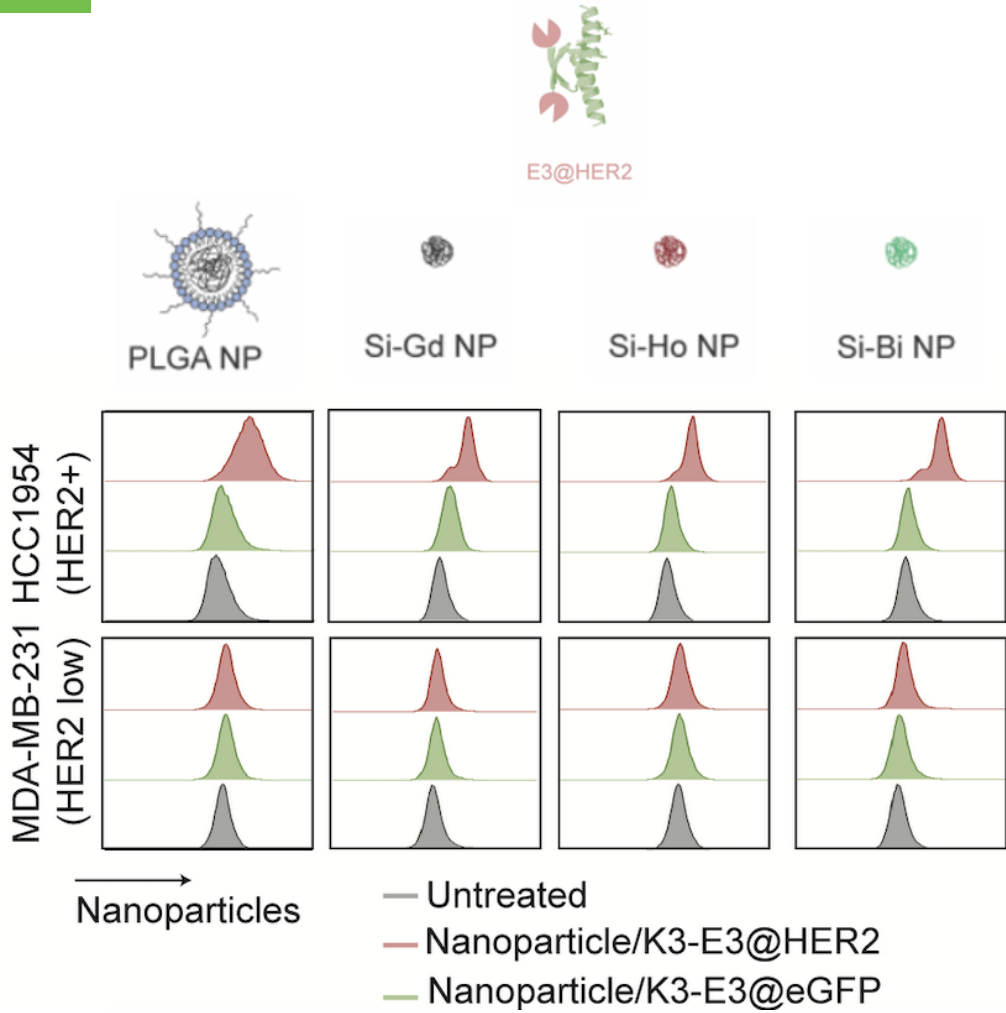 E3@HER2
PLGA NP
Si-Gd NP
Si-Ho NP
Si-Bi NP
HCC1954
(HER2+)
MDA-MB-231
(HER2 low)
Nanoparticles
Untreated
Nanoparticle/K3-E3@HER2
Nanoparticle/K3-E3@eGFP